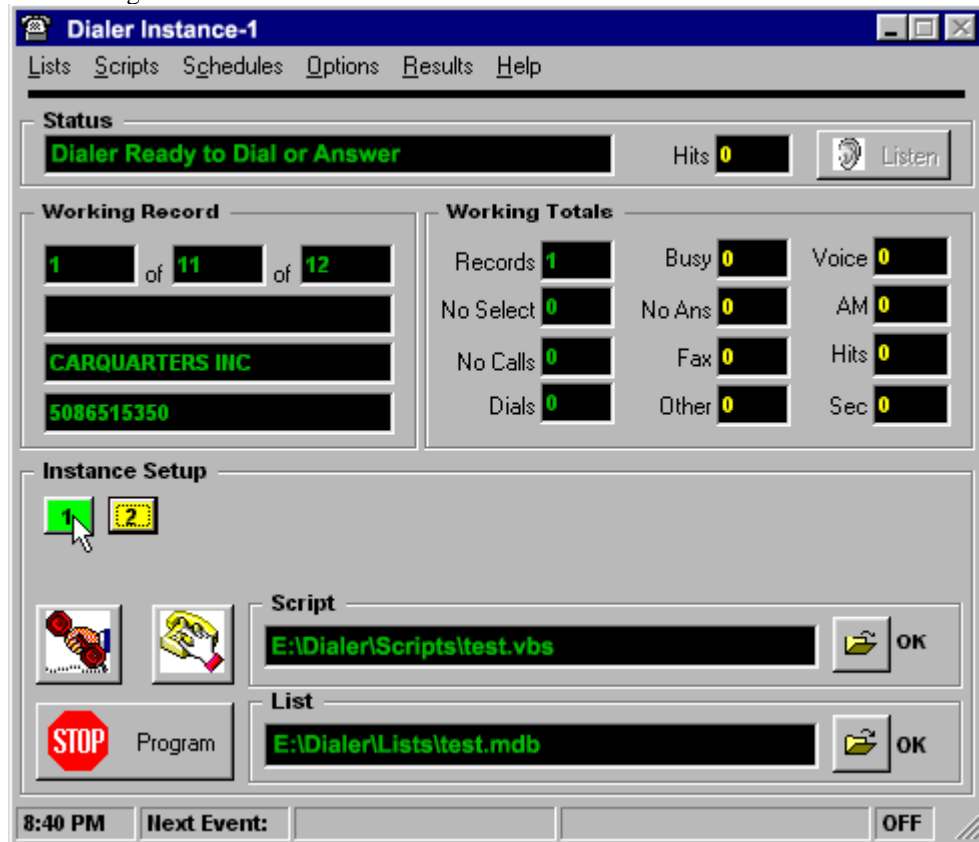 Dialer Instance-1
Lists Scripts Schedules Options Results Help
Status
Dialer Ready to Dial or Answer Hits 0 Listen
Working Record Working Totals
1 of 11 of 12 Records 1 Busy 0 Voice 0
No Select 0 No Ans 0 AM 0
CARQUARTERS INC No Calls 0 Fax 0 Hits 0
5086515350 Dials 0 Other 0 Sec 0
Instance Setup
1 2
Script
E:\Dialer\Scripts\test.vbs OK
List
STOP Program E:\Dialer\Lists\test.mdb OK
8:40 PM Next Event: OFF